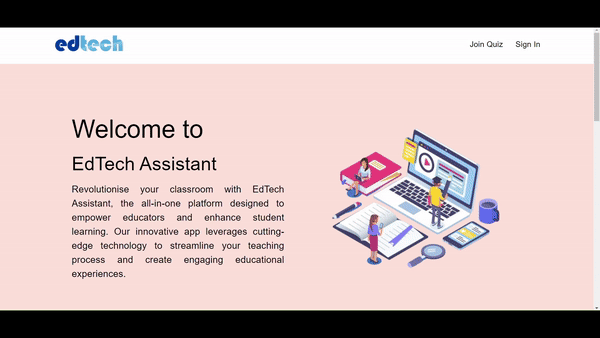 edtech
Join Quiz Sign In
Welcome to
EdTech Assistant
Revolutionise your classroom with EdTech
Assistant, the all-in-one platform designed to
empower educators and enhance student
learning. Our innovative app leverages cutting-
edge technology to streamline your teaching
process and create engaging educational
experiences.